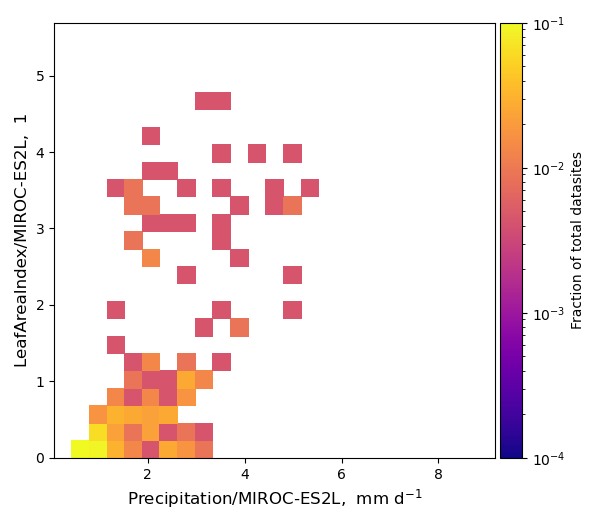 10⁻¹
5
4
10⁻²
3
2
10⁻³
1
0
10⁻⁴
2 4 6 8
LeafAreaIndex/MIROC-ES2L, 1
Precipitation/MIROC-ES2L, mm d⁻¹
Fraction of total datasites